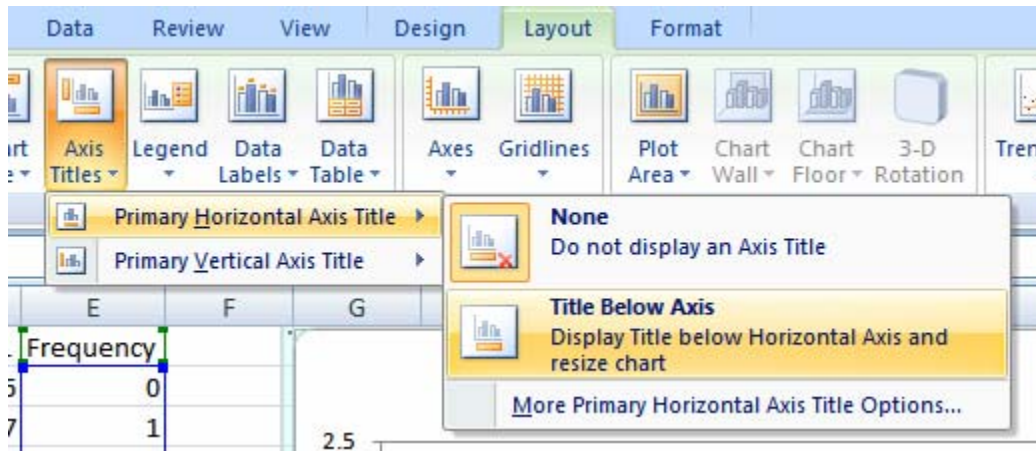 Data Review View Design Layout Format
Axis Legend Data Data Axes Gridlines Plot Chart Chart 3-D
Titles Labels Table Area Wall Floor Rotation
Primary Horizontal Axis Title
Primary Vertical Axis Title
None
Do not display an Axis Title
Title Below Axis
Display Title below Horizontal Axis and
resize chart
More Primary Horizontal Axis Title Options...
E F G
Frequency
0
7 1
2.5